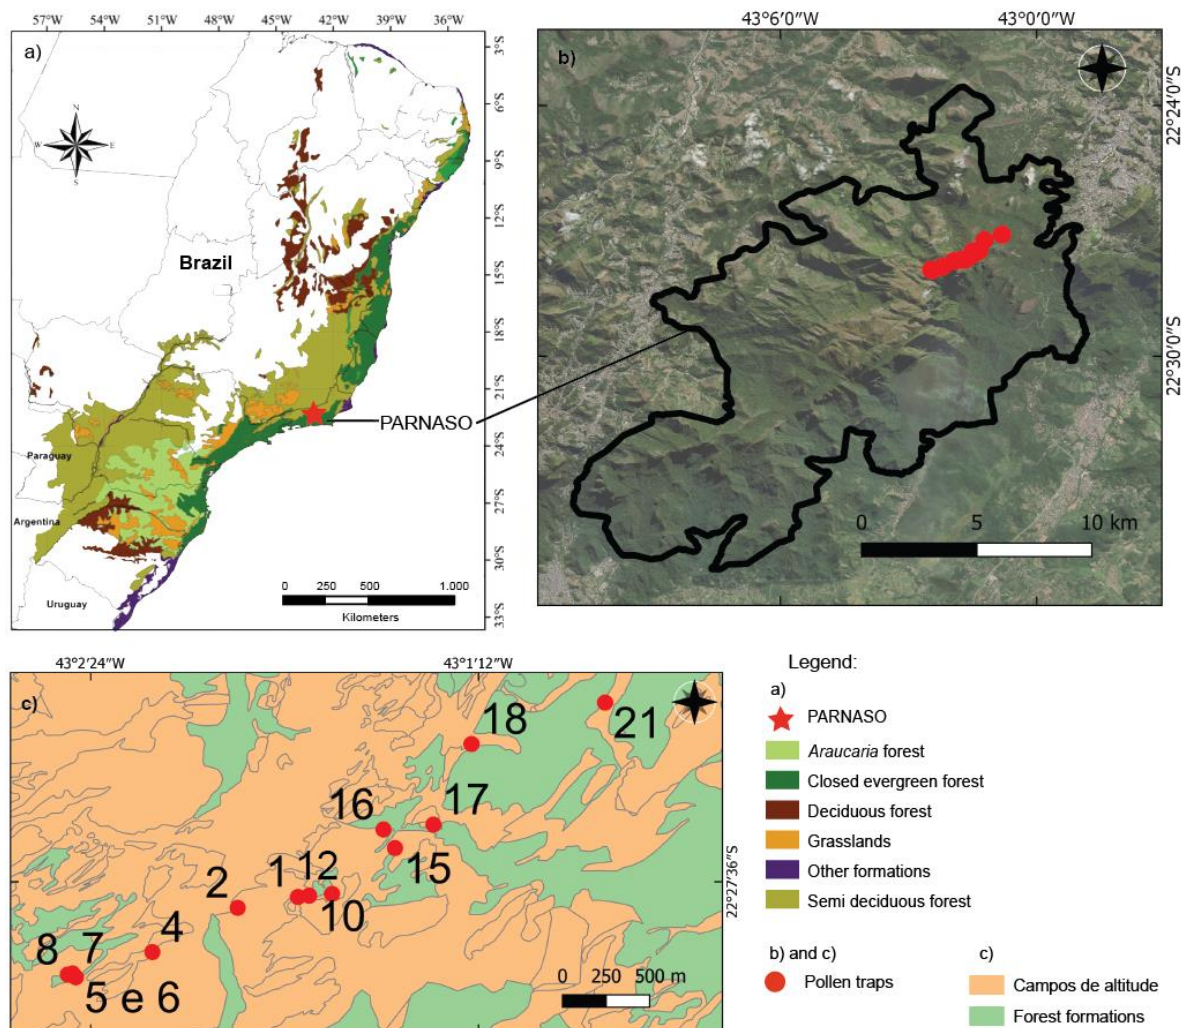 57°W 54°W 51°W 48°W 45°W 42°W 39°W 36°W
a)
N
W E
S
Brazil
Paraguay
Argentina
Uruguay
PARNASO
3°S
6°S
9°S
12°S
15°S
18°S
21°S
24°S
27°S
30°S
33°S
0 250 500 1.000
Kilometers
43°6'0"W 43°0'0"W
b)
22°24'0"S
22°30'0"S
0 5 10 km
43°2'24"W 43°1'12"W
c)
18
21
16
17
15
1
12
2
10
4
8
7
5 e 6
22°27'36"S
0 250 500 m
Legend:
a)
PARNASO
Araucaria forest
Closed evergreen forest
Deciduous forest
Grasslands
Other formations
Semi deciduous forest
b) and c)
Pollen traps
c)
Campos de altitude
Forest formations